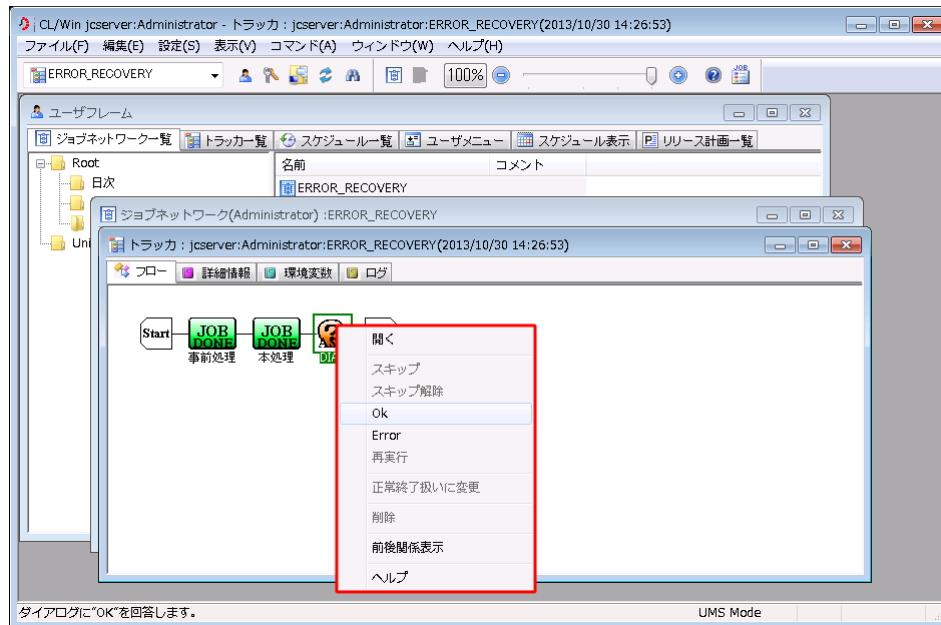 CL/Win jcserver:Administrator - トラッカ : jcserver:Administrator:ERROR_RECOVERY(2013/10/30 14:26:53)
ファイル(F) 編集(E) 設定(S) 表示(V) コマンド(A) ウィンドウ(W) ヘルプ(H)
ERROR_RECOVERY 100% JOB
ユーザフレーム
ジョブネットワーク一覧 トラッカ一覧 スケジュール一覧 ユーザメニュー スケジュール表示 リリース計画一覧
Root 名前 コメント
日次 ERROR_RECOVERY
ジョブネットワーク(Administrator) :ERROR_RECOVERY
Uni トラッカ : jcserver:Administrator:ERROR_RECOVERY(2013/10/30 14:26:53)
フロー 詳細情報 環境変数 ログ
Start JOB DONE JOB DONE
事前処理 本処理
開く
スキップ
スキップ解除
Ok
Error
再実行
正常終了扱いに変更
削除
前後関係表示
ヘルプ
ダイアログに"OK"を回答します。 UMS Mode